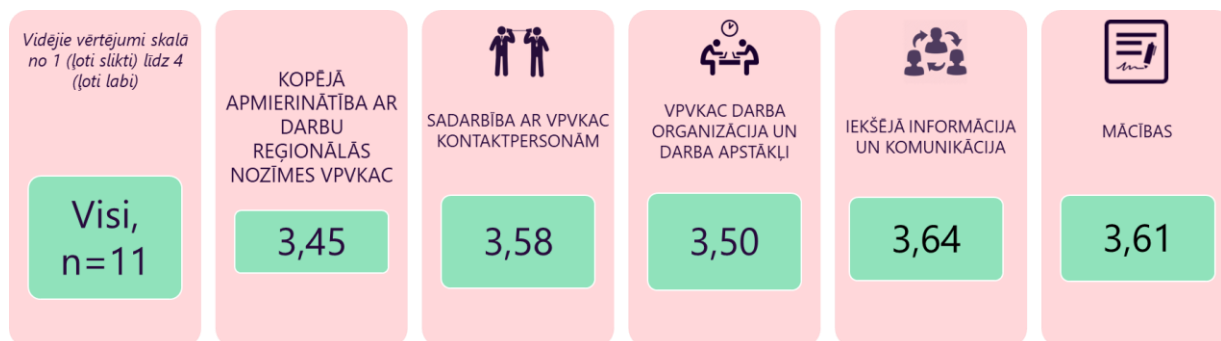 Vidējie vērtējumi skalā
no 1 (ļoti slikti) līdz 4
(ļoti labi)
Visi,
n=11
KOPĒJĀ
APMIERINĀTĪBA AR
DARBU
REĢIONĀLĀS
NOZĪMES VPVKAC
3,45
SADARBĪBA AR VPVKAC
KONTAKTPERSONĀM
3,58
VPVKAC DARBA
ORGANIZĀCIJA UN
DARBA APSTĀKĻI
3,50
IEKŠĒJĀ INFORMĀCIJA
UN KOMUNIKĀCIJA
3,64
MĀCĪBAS
3,61